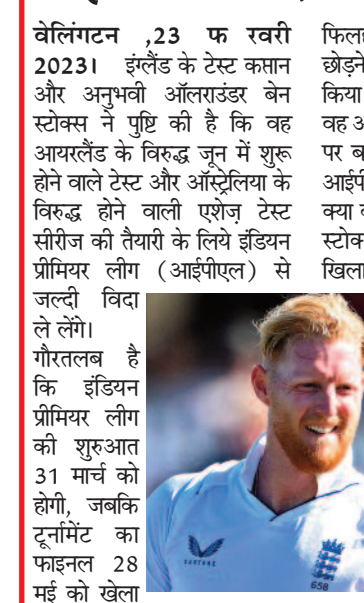 वेलिंगटन ,23 फ रवरी
2023। इंग्लैंड के टेस्ट कप्तान
और अनुभवी ऑलराउंडर बेन
स्टोक्स ने पुष्टि की है कि वह
आयरलैंड के विरुद्ध जून में शुरू
होने वाले टेस्ट और ऑस्ट्रेलिया के
विरुद्ध होने वाली एशेज़ टेस्ट
सीरीज की तैयारी के लिये इंडियन
प्रीमियर लीग (आईपीएल) से
जल्दी विदा
ले लेंगे।
गौरतलब है
कि इंडियन
प्रीमियर लीग
की शुरुआत
31 मार्च को
होगी, जबकि
टूर्नामेंट का
फाइनल 28
मई को खेला
छोड़ने
किया
वह
पर
क्या
658